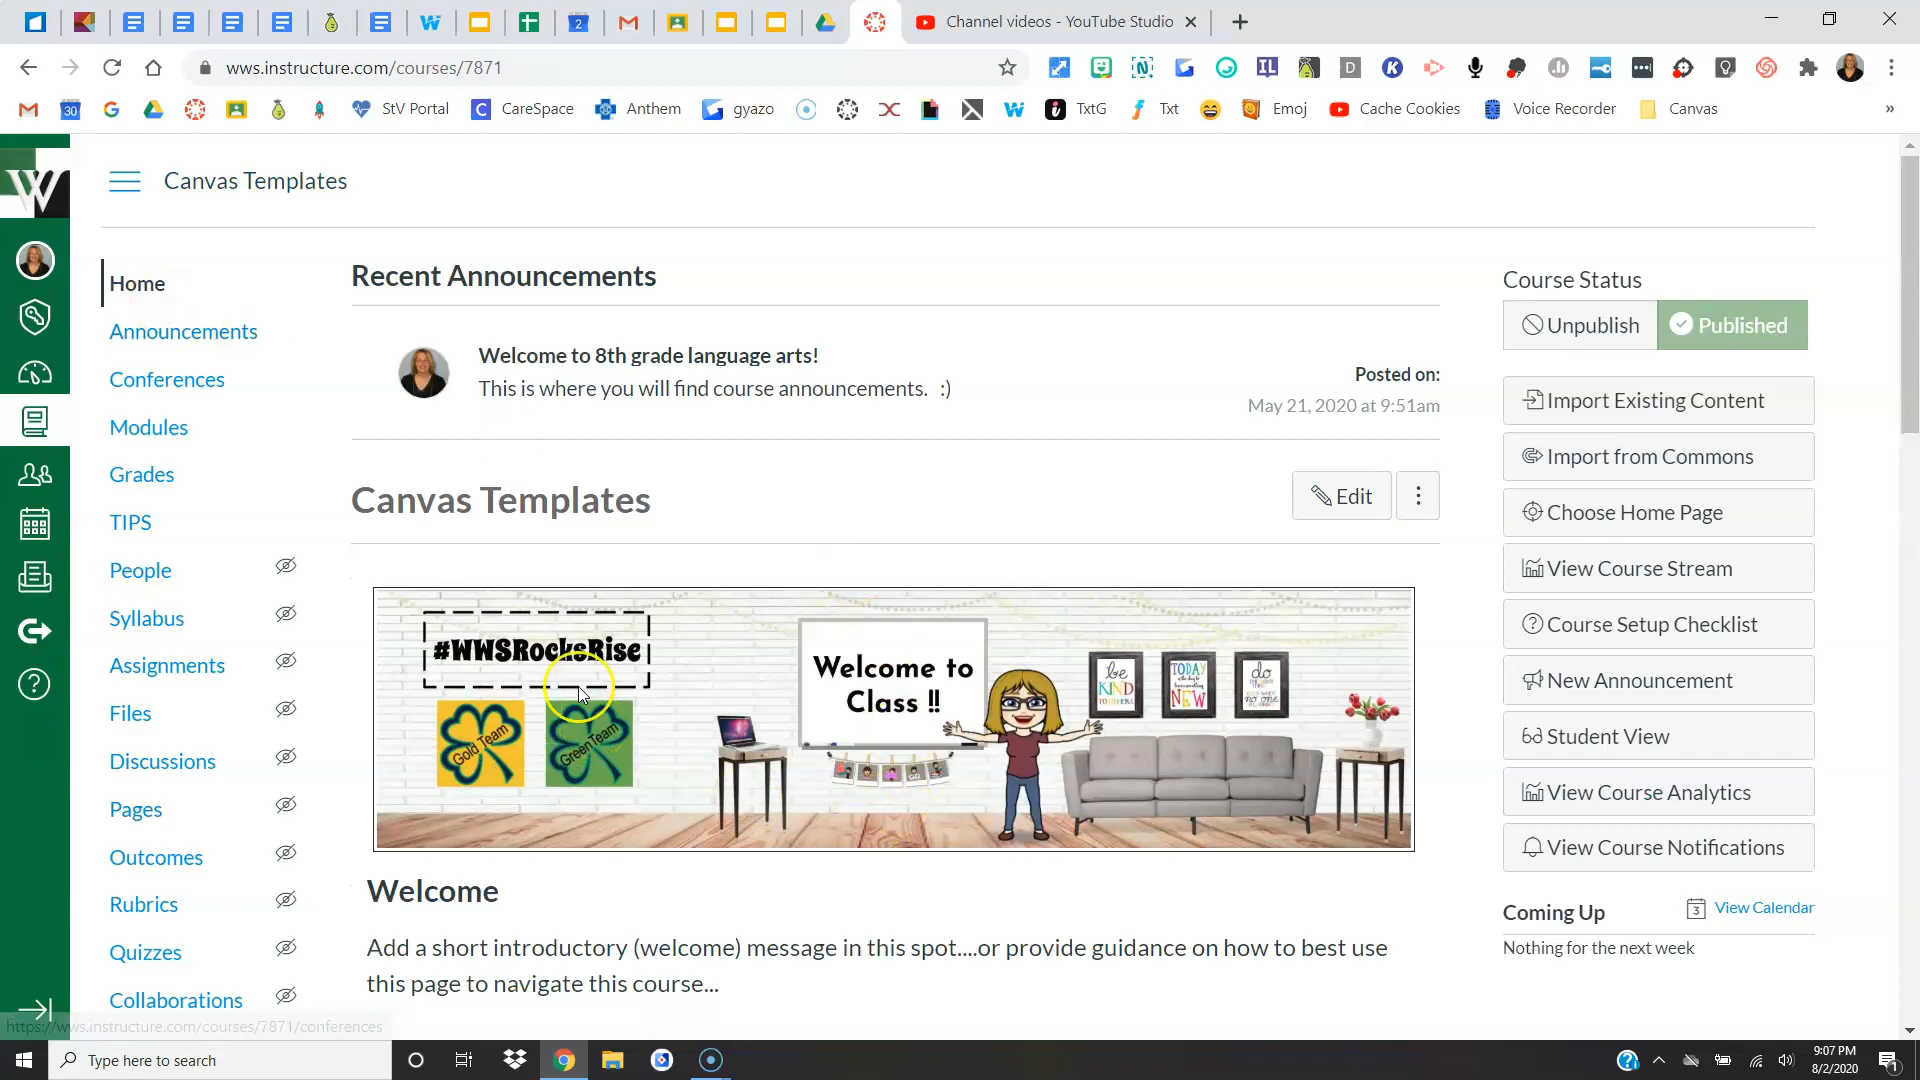 Channel videos - YouTube Studio
wws.instructure.com/courses/7871
30
StV Portal
CareSpace
Anthem
gyazo
TxtG
Txt
Emoj
Cache Cookies
Voice Recorder
Canvas
W
Canvas Templates
Home
Announcements
Conferences
Modules
Grades
TIPS
People
Syllabus
Assignments
Files
Discussions
Pages
Outcomes
Rubrics
Quizzes
Collaborations
Recent Announcements
Welcome to 8th grade language arts!
This is where you will find course announcements. :)
Posted on:
May 21, 2020 at 9:51am
Canvas Templates
Edit
#WWSRocksRise
Gold Team
GreenTeam
Welcome to
Class !!
be
KIND
TO OTHERS
TODAY
NEW
do
Welcome
Add a short introductory (welcome) message in this spot....or provide guidance on how to best use
this page to navigate this course...
Course Status
Unpublish
Published
Import Existing Content
Import from Commons
Choose Home Page
View Course Stream
Course Setup Checklist
New Announcement
Student View
View Course Analytics
View Course Notifications
Coming Up
3
View Calendar
Nothing for the next week
https://wws.instructure.com/courses/7871/conferences
Type here to search
9:07 PM
8/2/2020
1